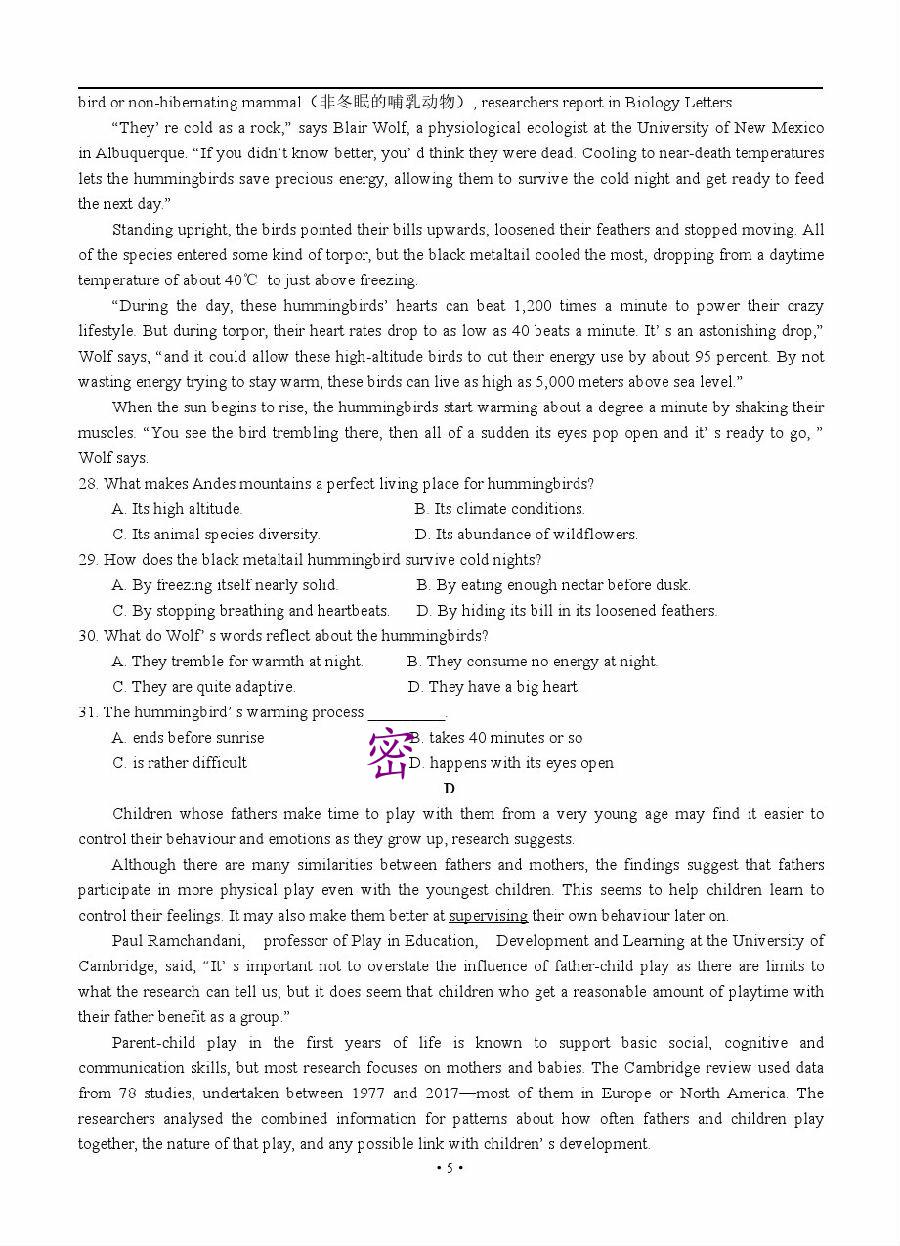 bird or non-hibernating mammal（非冬眠的哺乳动物）, researchers report in Biology Letters
“They’ re cold as a rock,” says Blair Wolf, a physiological ecologist at the University of New Mexico
in Albuquerque. “If you didn’t know better, you’ d think they were dead. Cooling to near-death temperatures
lets the hummingbirds save precious energy, allowing them to survive the cold night and get ready to feed
the next day.”
Standing upright, the birds pointed their bills upwards, loosened their feathers and stopped moving. All
of the species entered some kind of torpor, but the black metaltail cooled the most, dropping from a daytime
temperature of about 40℃ to just above freezing.
“During the day, these hummingbirds’ hearts can beat 1,200 times a minute to power their crazy
lifestyle. But during torpor, their heart rates drop to as low as 40 beats a minute. It’ s an astonishing drop,”
Wolf says, “and it could allow these high-altitude birds to cut their energy use by about 95 percent. By not
wasting energy trying to stay warm, these birds can live as high as 5,000 meters above sea level.”
When the sun begins to rise, the hummingbirds start warming about a degree a minute by shaking their
muscles. “You see the bird trembling there, then all of a sudden its eyes pop open and it’ s ready to go, ”
Wolf says.
28. What makes Andes mountains a perfect living place for hummingbirds?
A. Its high altitude. B. Its climate conditions.
C. Its animal species diversity. D. Its abundance of wildflowers.
29. How does the black metaltail hummingbird survive cold nights?
A. By freezing itself nearly solid. B. By eating enough nectar before dusk.
C. By stopping breathing and heartbeats. D. By hiding its bill in its loosened feathers.
30. What do Wolf’ s words reflect about the hummingbirds?
A. They tremble for warmth at night. B. They consume no energy at night.
C. They are quite adaptive. D. They have a big heart
31. The hummingbird’ s warming process __________.
A. ends before sunrise B. takes 40 minutes or so
C. is rather difficult D. happens with its eyes open
密
D
Children whose fathers make time to play with them from a very young age may find it easier to
control their behaviour and emotions as they grow up, research suggests.
Although there are many similarities between fathers and mothers, the findings suggest that fathers
participate in more physical play even with the youngest children. This seems to help children learn to
control their feelings. It may also make them better at supervising their own behaviour later on.
Paul Ramchandani, professor of Play in Education, Development and Learning at the University of
Cambridge, said, “It’ s important not to overstate the influence of father-child play as there are limits to
what the research can tell us, but it does seem that children who get a reasonable amount of playtime with
their father benefit as a group.”
Parent-child play in the first years of life is known to support basic social, cognitive and
communication skills, but most research focuses on mothers and babies. The Cambridge review used data
from 78 studies, undertaken between 1977 and 2017—most of them in Europe or North America. The
researchers analysed the combined information for patterns about how often fathers and children play
together, the nature of that play, and any possible link with children’ s development.
• 5 •